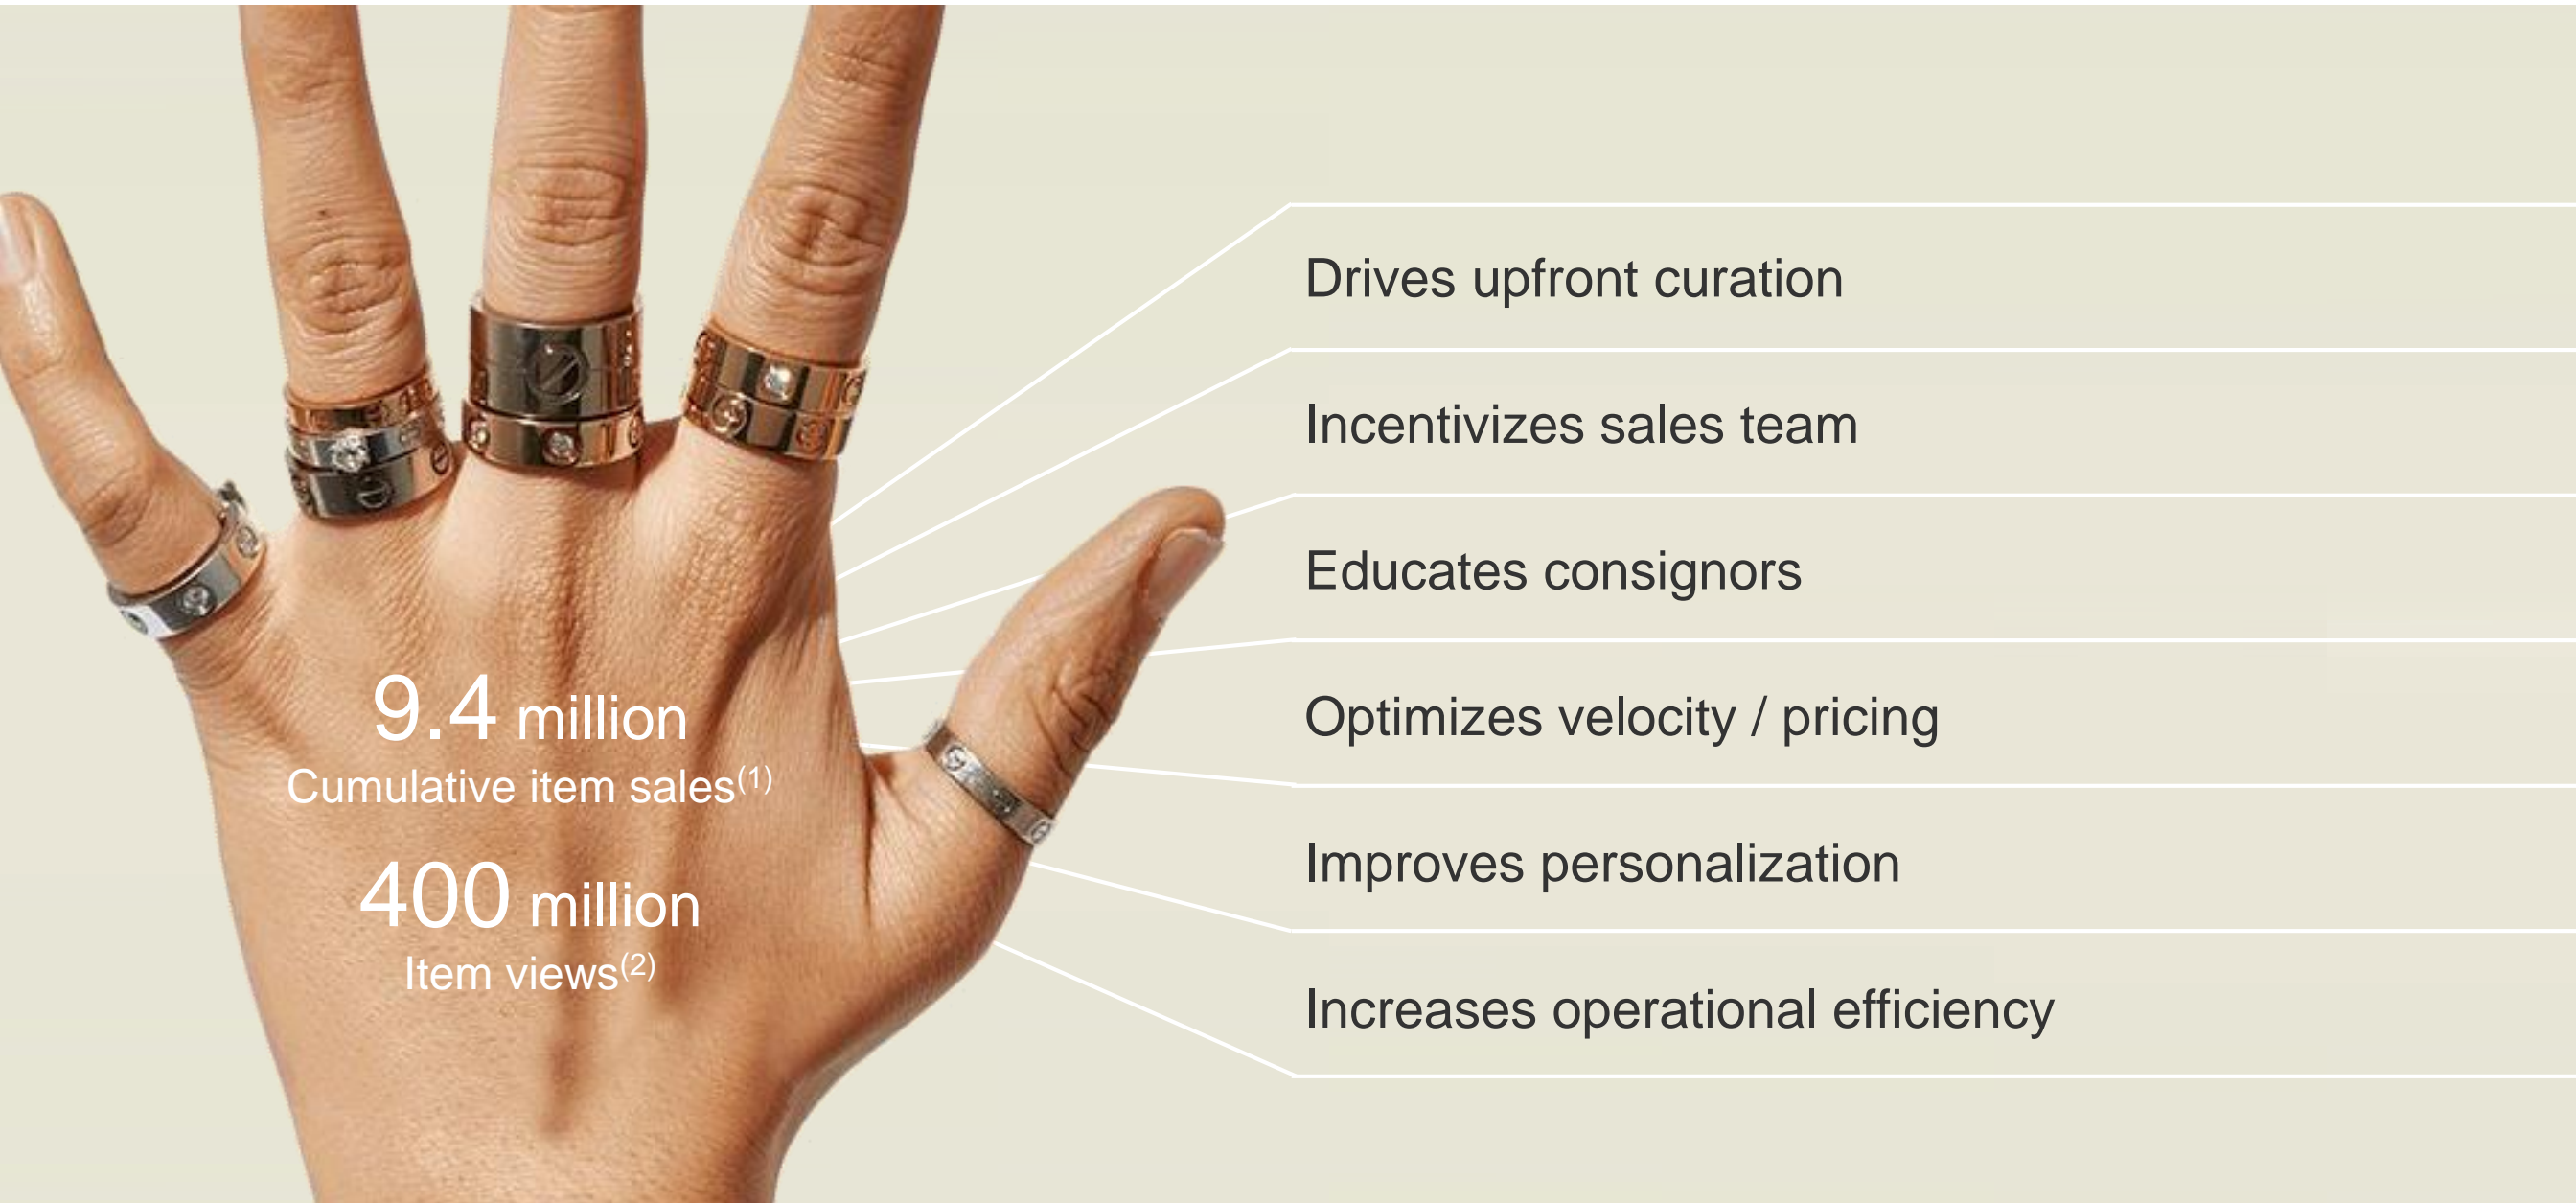 9.4 million
Cumulative item sales(1)
400 million
Item views(2)
Drives upfront curation
Incentivizes sales team
Educates consignors
Optimizes velocity / pricing
Improves personalization
Increases operational efficiency